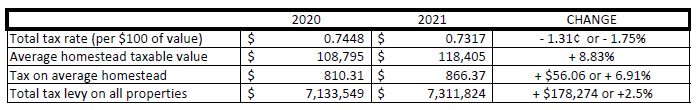 2020 2021 CHANGE
Total tax rate (per $100 of value) $ 0.7448 $ 0.7317 - 1.31¢ or - 1.75%
Average homestead taxable value $ 108,795 $ 118,405 + 8.83%
Tax on average homestead $ 810.31 $ 866.37 + $56.06 or + 6.91%
Total tax levy on all properties $ 7,133,549 $ 7,311,824 + $178,274 or +2.5%